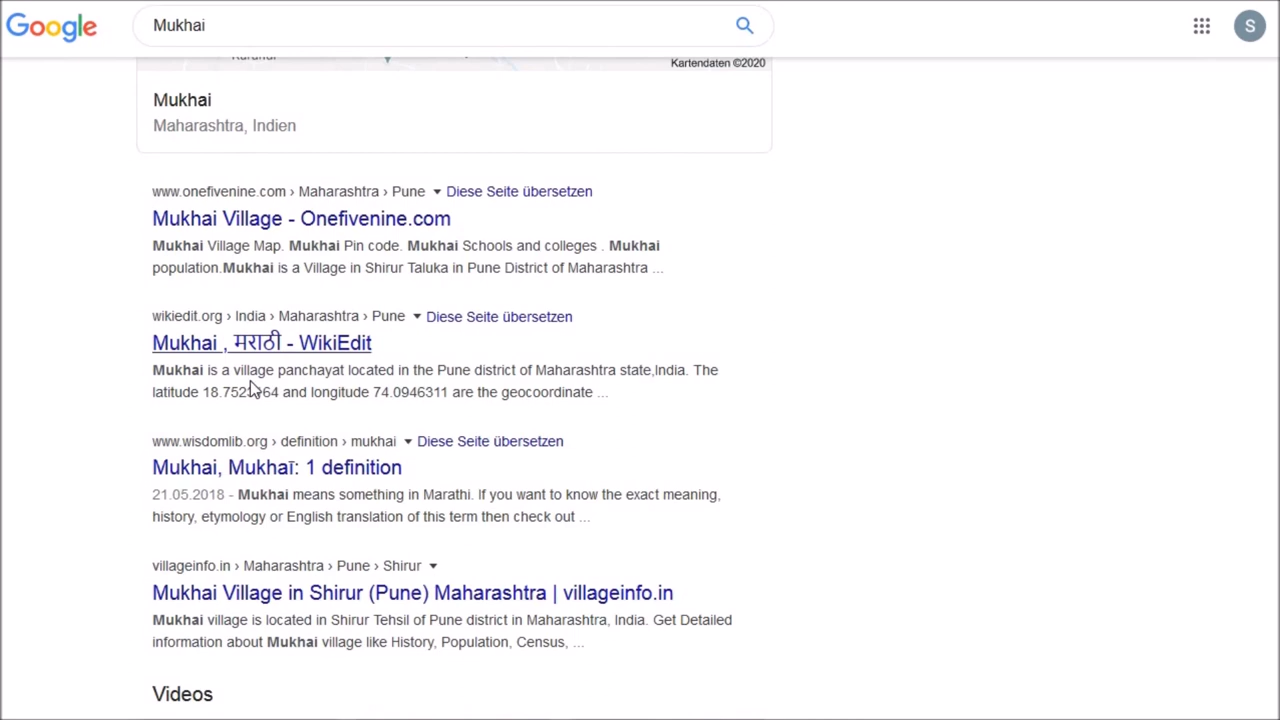 Google
Mukhai
S
Kartendaten ©2020
Mukhai
Maharashtra, Indien
www.onefivenine.com › Maharashtra › Pune ▼ Diese Seite übersetzen
Mukhai Village - Onefivenine.com
Mukhai Village Map. Mukhai Pin code. Mukhai Schools and colleges . Mukhai
population.Mukhai is a Village in Shirur Taluka in Pune District of Maharashtra ...
wikiedit.org › India › Maharashtra › Pune ▼ Diese Seite übersetzen
Mukhai , मराठी - WikiEdit
Mukhai is a village panchayat located in the Pune district of Maharashtra state,India. The
latitude and longitude 74.0946311 are the geocoordinate ...
www.wisdomlib.org › definition › mukhai ▼ Diese Seite übersetzen
Mukhai, Mukhaī: 1 definition
21.05.2018 - Mukhai means something in Marathi. If you want to know the exact meaning,
history, etymology or English translation of this term then check out ...
villageinfo.in › Maharashtra › Pune › Shirur ▼
Mukhai Village in Shirur (Pune) Maharashtra | villageinfo.in
Mukhai village is located in Shirur Tehsil of Pune district in Maharashtra, India. Get Detailed
information about Mukhai village like History, Population, Census, ...
Videos